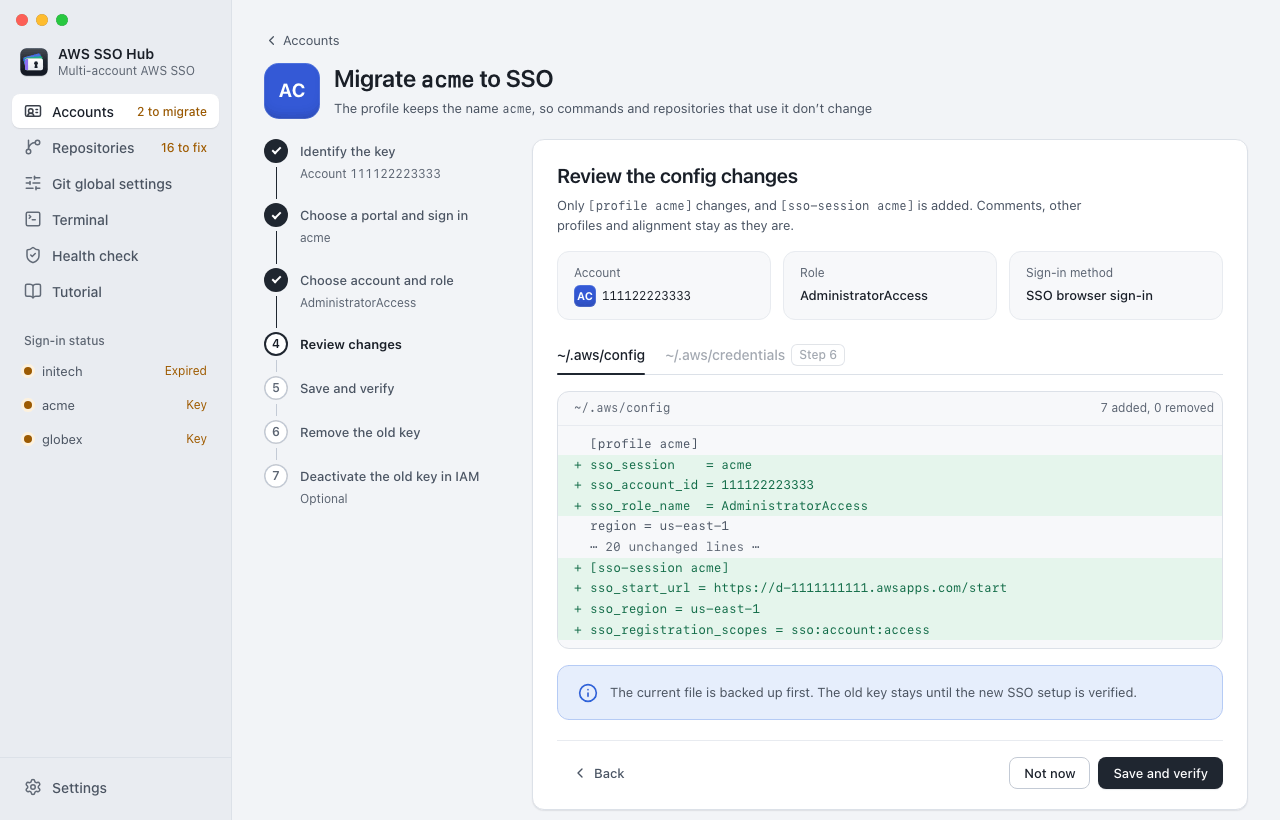 AWS SSO Hub
Multi-account AWS SSO
Accounts 2 to migrate
Repositories 16 to fix
Git global settings
Terminal
Health check
Tutorial
Sign-in status
initech Expired
acme Key
globex Key
Settings
Accounts
AC
Migrate acme to SSO
The profile keeps the name acme, so commands and repositories that use it don’t change
Identify the key
Account 111122223333
Choose a portal and sign in
acme
Choose account and role
AdministratorAccess
4 Review changes
5 Save and verify
6 Remove the old key
7 Deactivate the old key in IAM
Optional
Review the config changes
Only [profile acme] changes, and [sso-session acme] is added. Comments, other
profiles and alignment stay as they are.
Account
AC 111122223333
Role
AdministratorAccess
Sign-in method
SSO browser sign-in
~/.aws/config ~/.aws/credentials Step 6
~/.aws/config 7 added, 0 removed
[profile acme]
+ sso_session    = acme
+ sso_account_id = 111122223333
+ sso_role_name  = AdministratorAccess
region = us-east-1
⋯ 20 unchanged lines ⋯
+ [sso-session acme]
+ sso_start_url = https://d-1111111111.awsapps.com/start
+ sso_region = us-east-1
+ sso_registration_scopes = sso:account:access
The current file is backed up first. The old key stays until the new SSO setup is verified.
Back Not now Save and verify